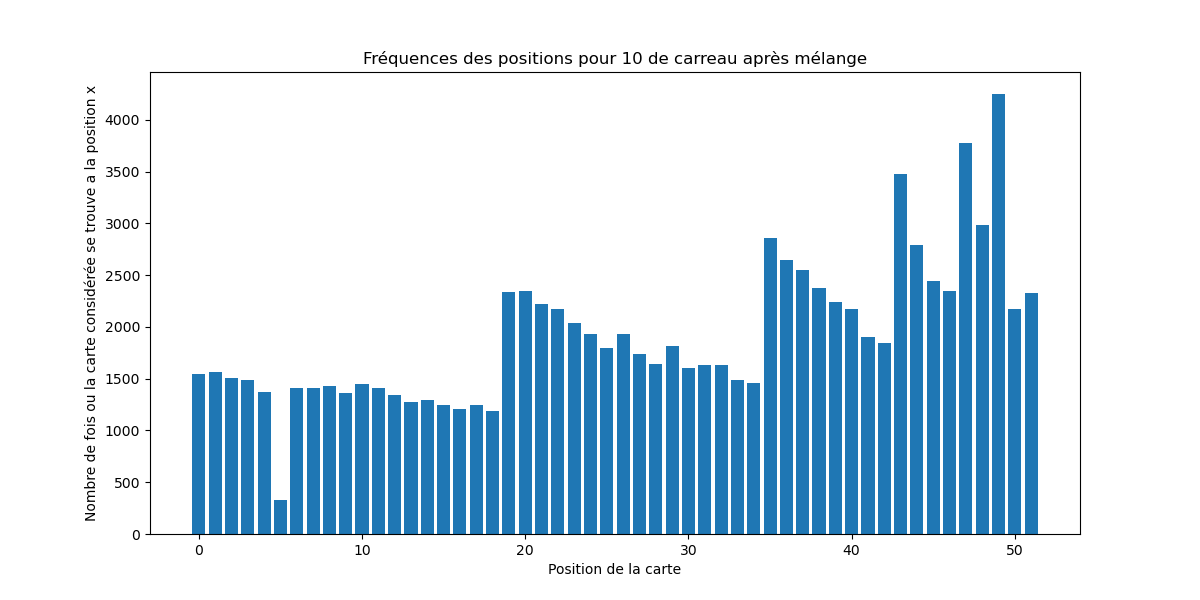 Fréquences des positions pour 10 de carreau après mélange
Nombre de fois ou la carte considérée se trouve a la position x
4000
3500
3000
2500
2000
1500
1000
500
0
0 10 20 30 40 50
Position de la carte